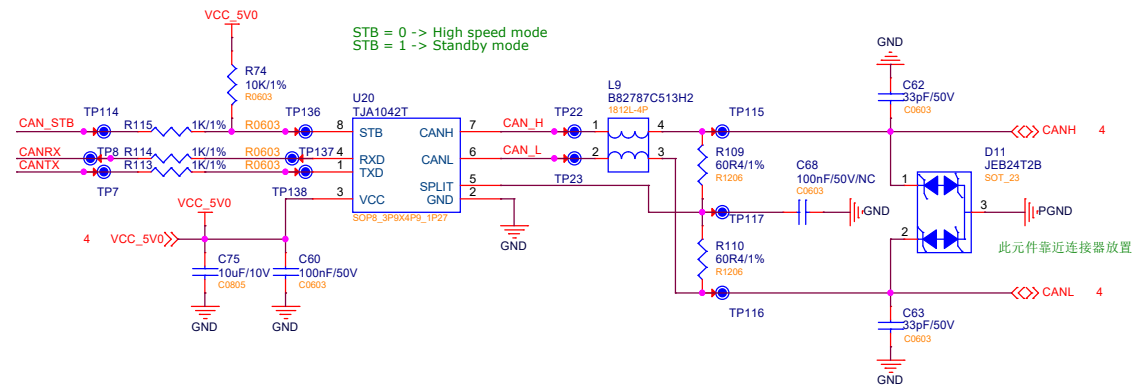 VCC_5V0
STB = 0 -> High speed mode
STB = 1 -> Standby mode
GND
R74
10K/1%
R0603
C62
33pF/50V
C0603
U20
TJA1042T
L9
B82787C513H2
1812L-4P
TP114
TP136
TP22
TP115
CAN_STB
R115
1K/1%
R0603
8
STB
CANH
7
CAN_H
1
4
CANH
4
CANRX
TP8
R114
1K/1%
R0603
TP137
4
RXD
CANL
6
CAN_L
2
3
CANTX
R113
1K/1%
1
TXD
TP7
TP138
SPLIT
5
TP23
3
VCC
GND
2
SOP8_3P9X4P9_1P27
R109
60R4/1%
R1206
C68
100nF/50V/NC
C0603
D11
JEB24T2B
SOT_23
1
3
2
TP117
GND
PGND
GND
VCC_5V0
4
VCC_5V0
R110
60R4/1%
R1206
此元件靠近连接器放置
C75
10uF/10V
C0805
C60
100nF/50V
C0603
CANL
4
TP116
C63
33pF/50V
C0603
GND
GND
GND